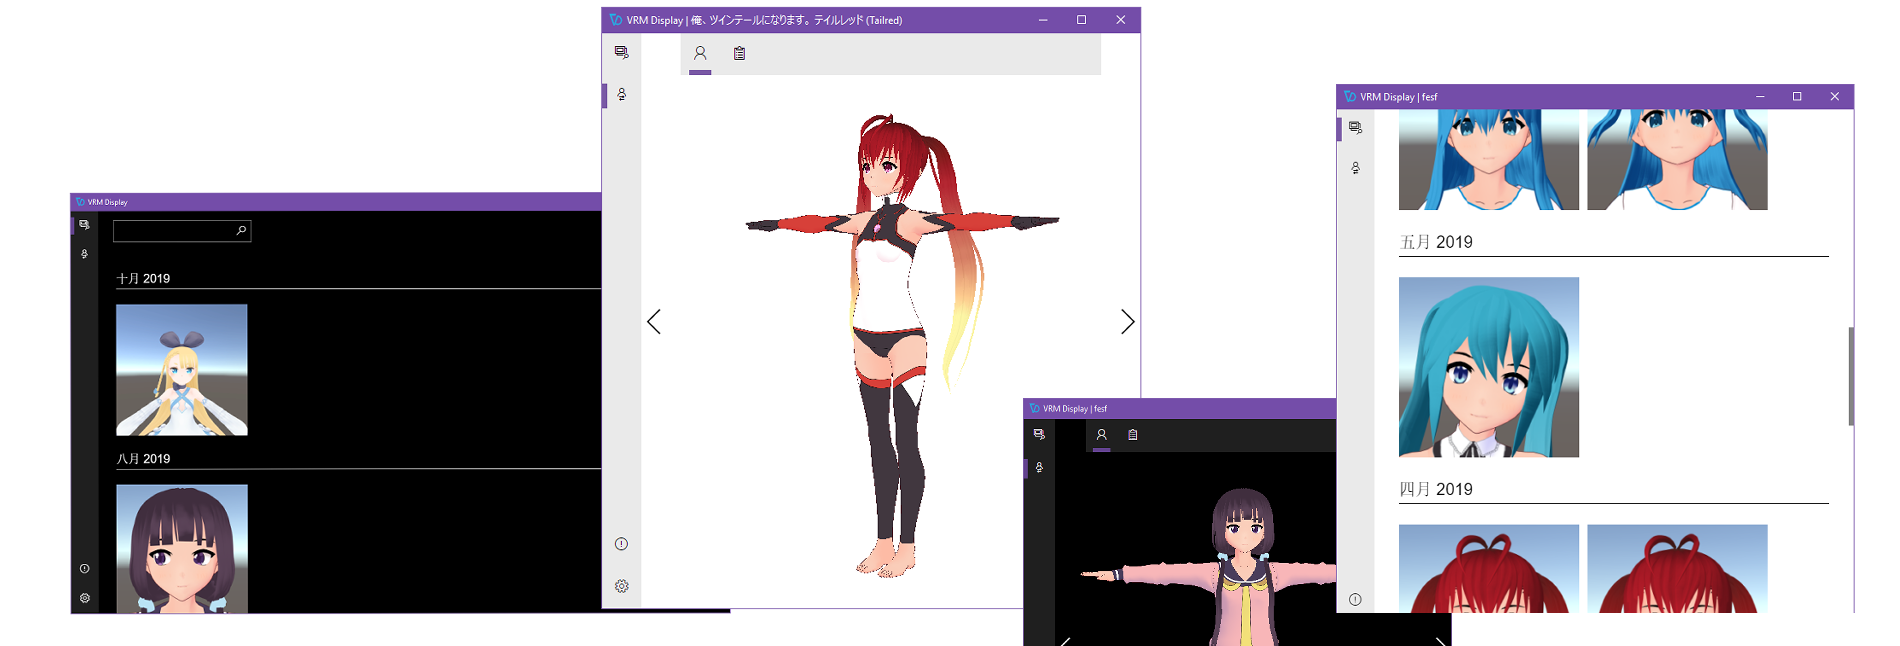 VRM Display
十月 2019
八月 2019
VRM Display | 俺、ツインテールになります。 テイルレッド (Tailred)
VRM Display | fesf
VRM Display | fesf
五月 2019
四月 2019